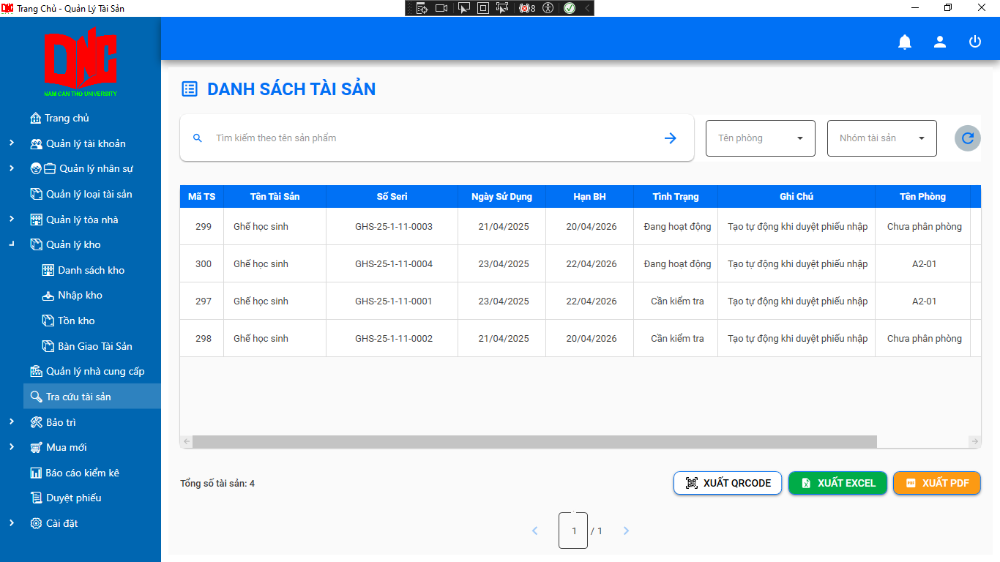 Trang Chủ - Quản Lý Tài Sản
8
DNC
NAM CAN THO UNIVERSITY
Trang chủ
Quản lý tài khoản
Quản lý nhân sự
Quản lý loại tài sản
Quản lý tòa nhà
Quản lý kho
Danh sách kho
Nhập kho
Tồn kho
Bàn Giao Tài Sản
Quản lý nhà cung cấp
Tra cứu tài sản
Bảo trì
Mua mới
Báo cáo kiểm kê
Duyệt phiếu
Cài đặt
DANH SÁCH TÀI SẢN
Tìm kiếm theo tên sản phẩm
Tên phòng
Nhóm tài sản
Mã TS Tên Tài Sản Số Seri Ngày Sử Dụng Hạn BH Tình Trạng Ghi Chú Tên Phòng
299 Ghế học sinh GHS-25-1-11-0003 21/04/2025 20/04/2026 Đang hoạt động Tạo tự động khi duyệt phiếu nhập Chưa phân phòng
300 Ghế học sinh GHS-25-1-11-0004 23/04/2025 22/04/2026 Đang hoạt động Tạo tự động khi duyệt phiếu nhập A2-01
297 Ghế học sinh GHS-25-1-11-0001 23/04/2025 22/04/2026 Cần kiểm tra Tạo tự động khi duyệt phiếu nhập A2-01
298 Ghế học sinh GHS-25-1-11-0002 21/04/2025 20/04/2026 Cần kiểm tra Tạo tự động khi duyệt phiếu nhập Chưa phân phòng
Tổng số tài sản: 4
XUẤT QRCODE
XUẤT EXCEL
PDF XUẤT PDF
1 / 1